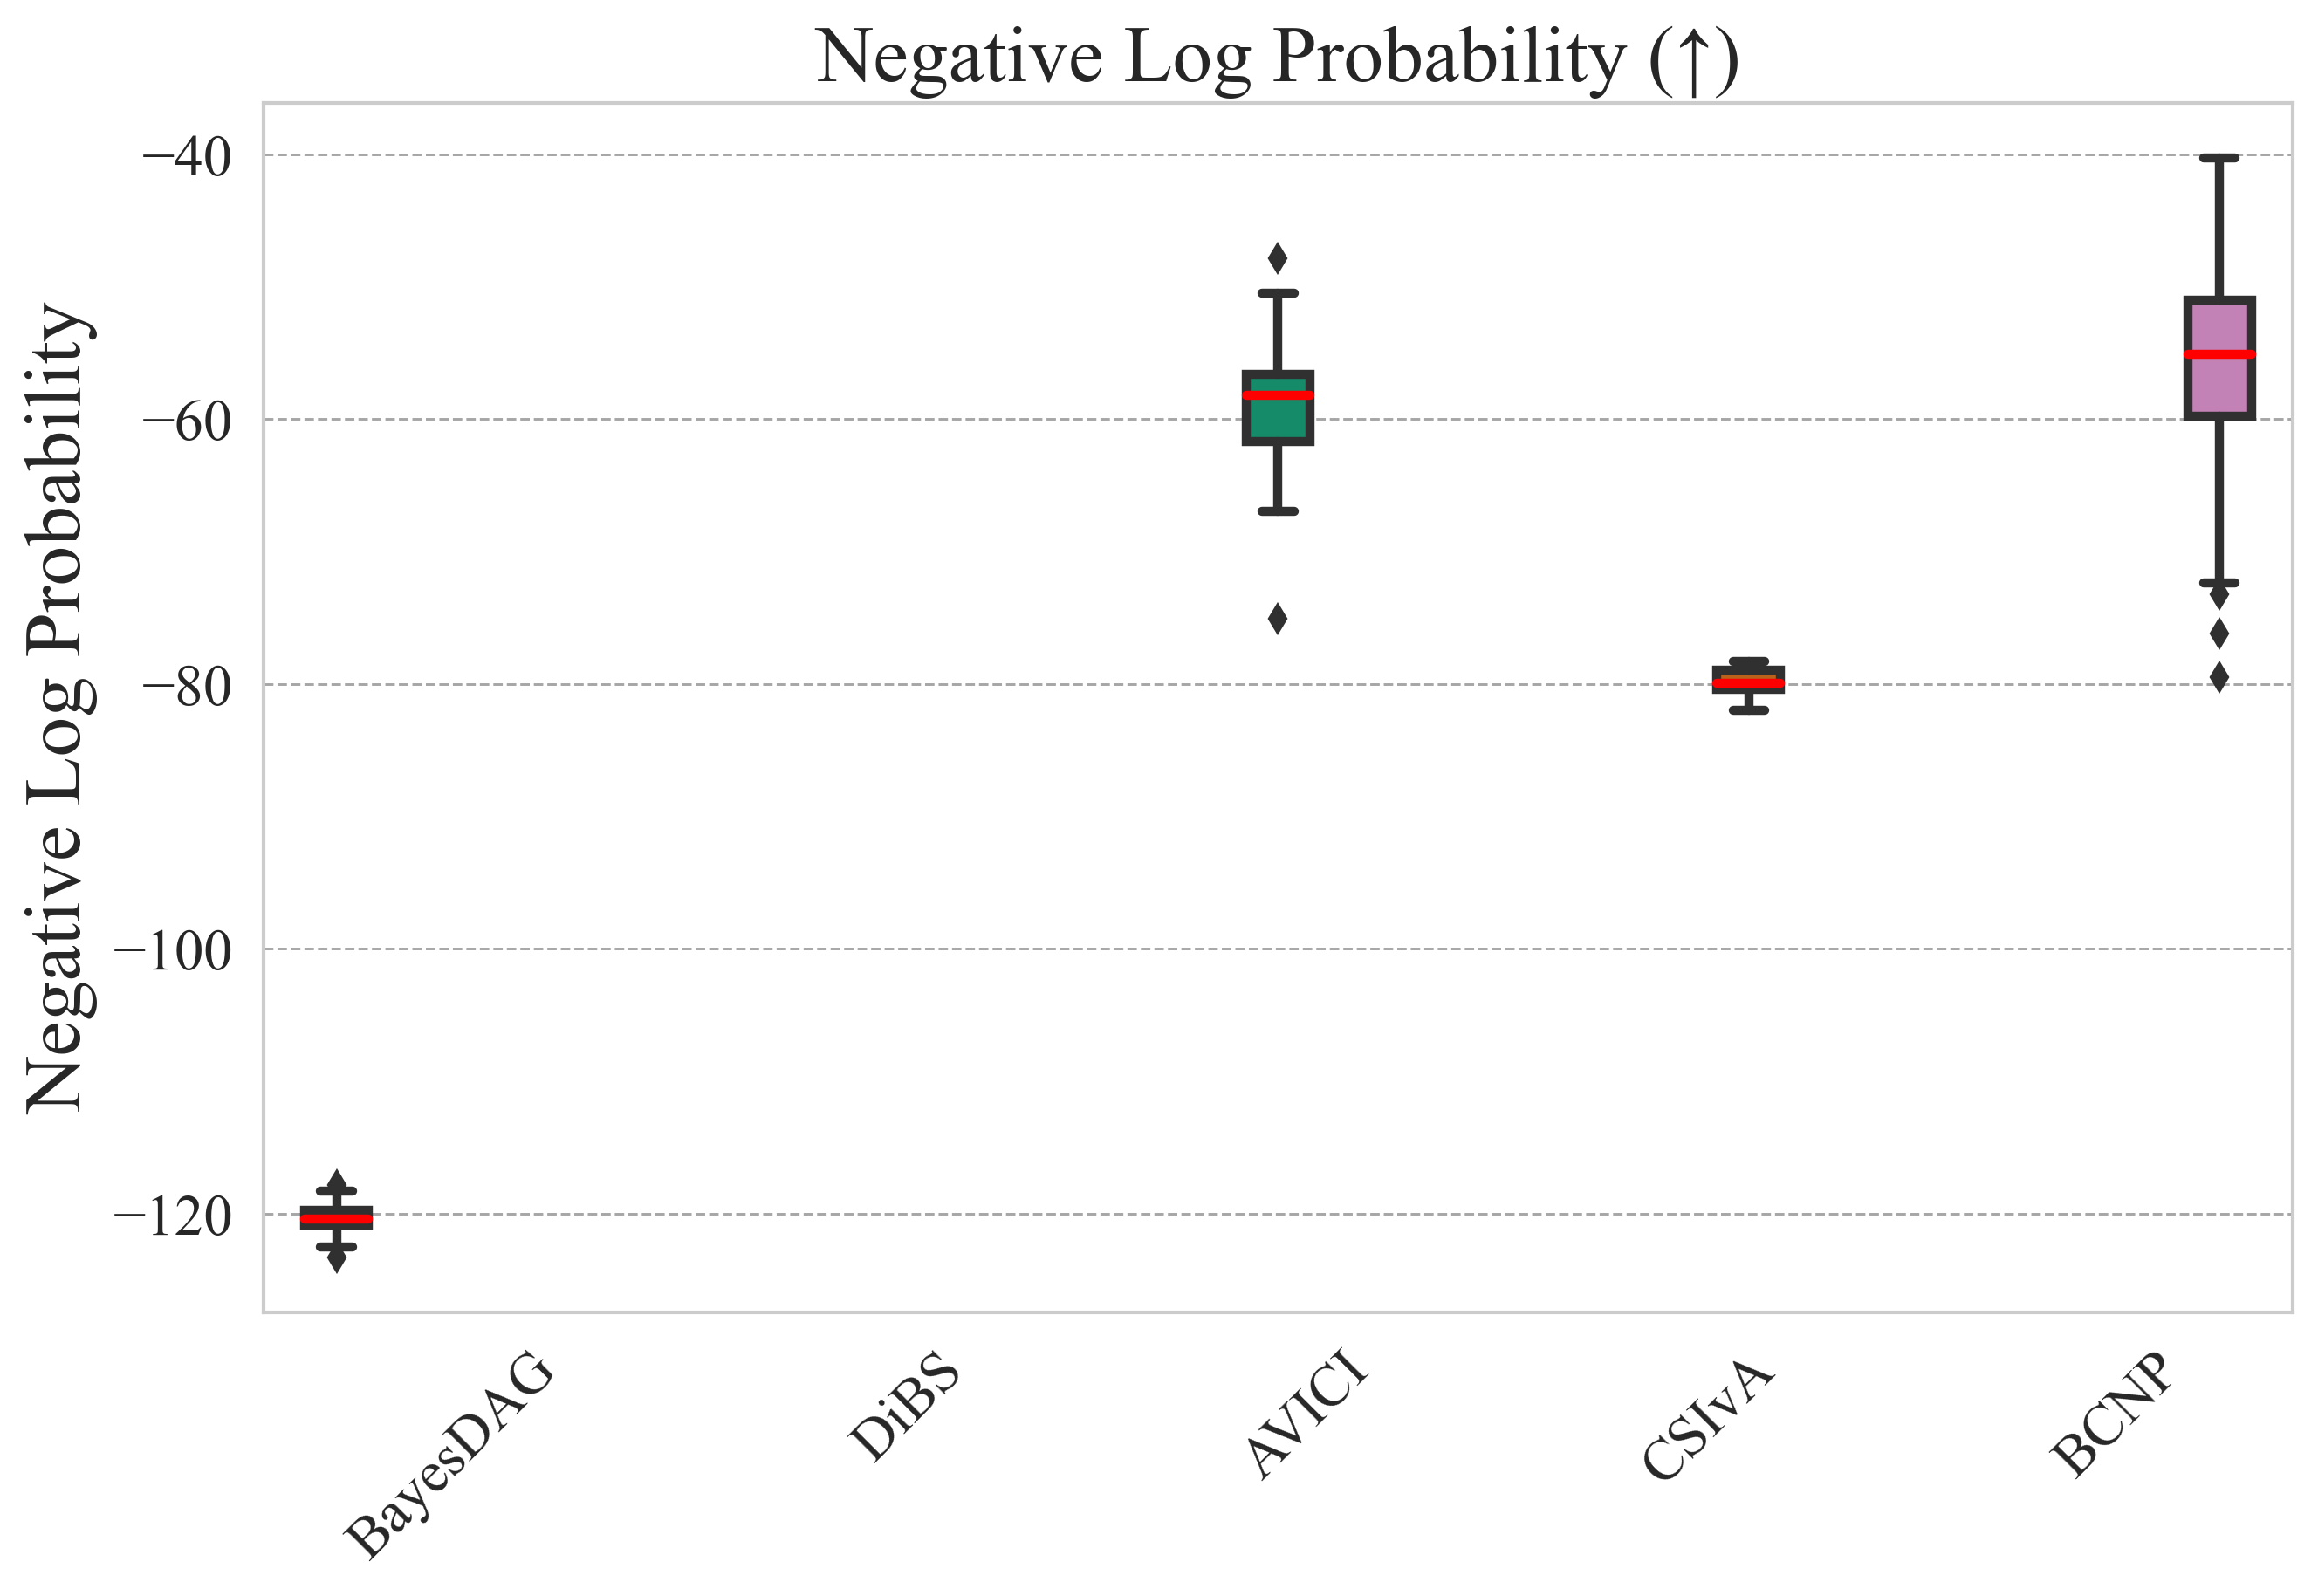 Negative Log Probability (↑)
Negative Log Probability
−40
−60
−80
−100
−120
BayesDAG
DiBS
AVICI
CSIvA
BCNP